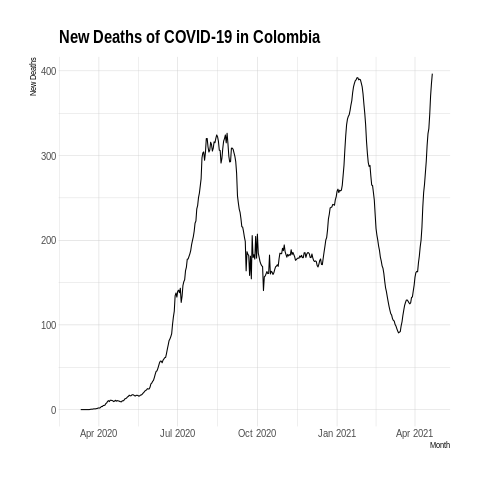 New Deaths of COVID-19 in Colombia
New Deaths
400
300
200
100
0
Apr 2020 Jul 2020 Oct 2020 Jan 2021 Apr 2021
Month